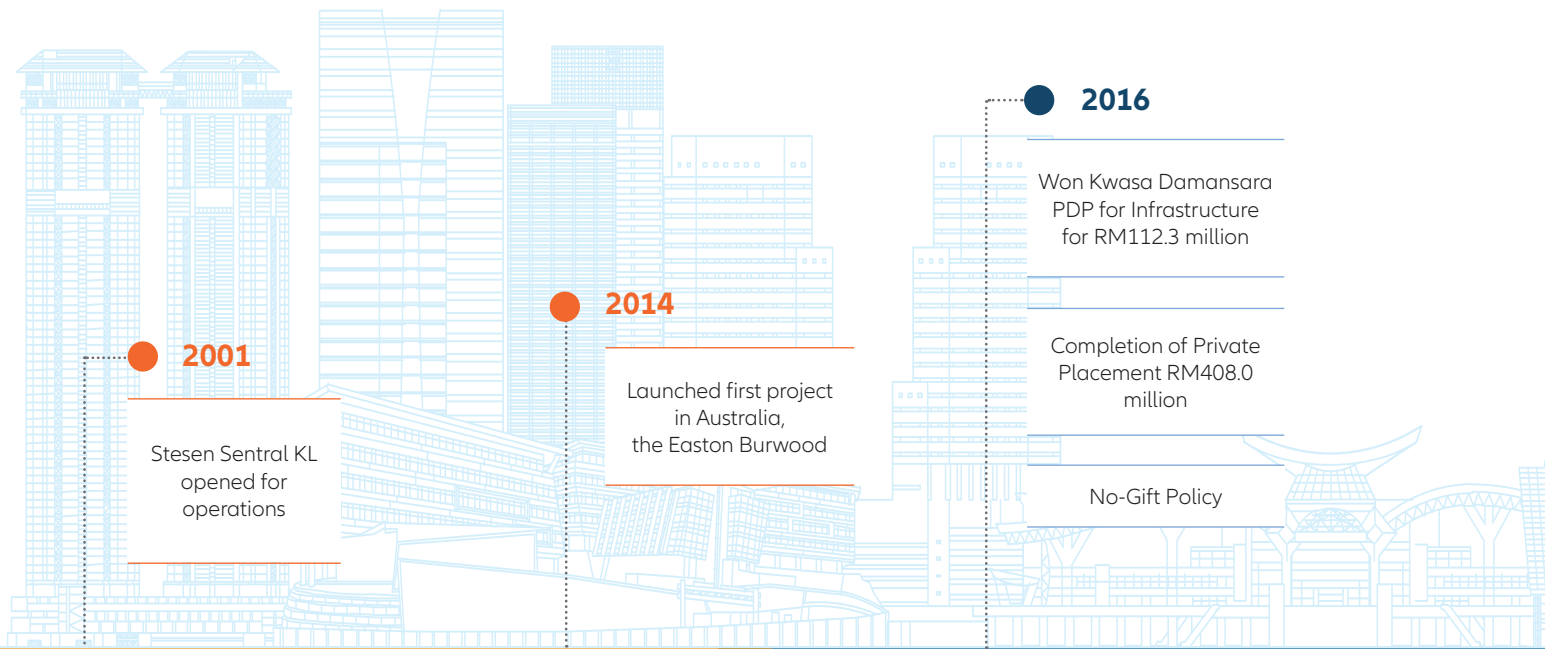 2001
Stesen Sentral KL
opened for
operations
2014
Launched first project
in Australia,
the Easton Burwood
2016
Won Kwasa Damansara
PDP for Infrastructure
for RM112.3 million
Completion of Private
Placement RM408.0
million
No-Gift Policy